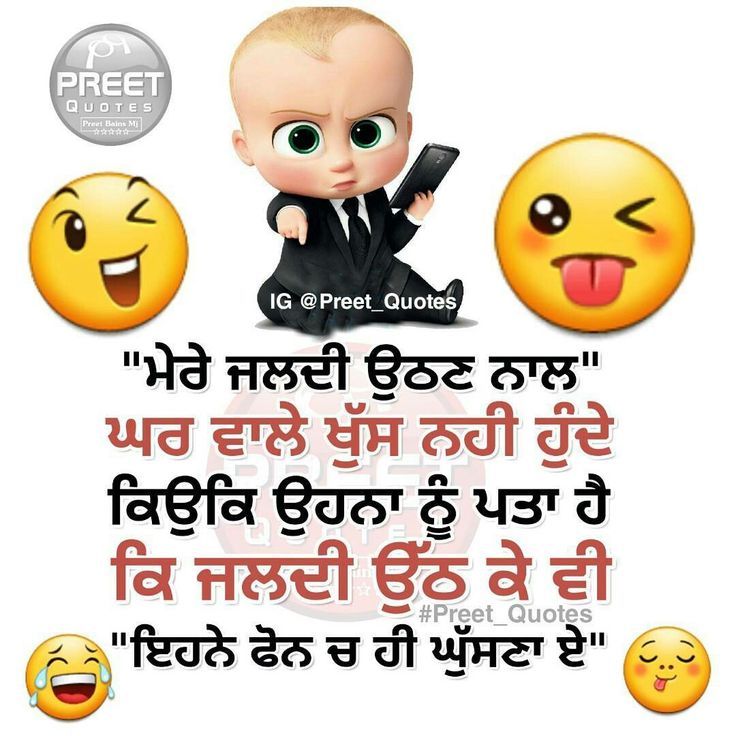 PREET
QUOTES
Preet Bains Mj
IG @Preet_Quotes
"ਮੇਰੇ ਜਲਦੀ ਉਠਣ ਨਾਲ"
ਘਰ ਵਾਲੇ ਖੁੱਸ ਨਹੀ ਹੁੰਦੇ
ਕਿਉਕਿ ਉਹਨਾ ਨੂੰ ਪਤਾ ਹੈ
ਕਿ ਜਲਦੀ ਉੱਠ ਕੇ ਵੀ
#Preet_Quotes
"ਇਹਨੇ ਫੋਨ ਚ ਹੀ ਘੁੱਸਣਾ ਏ"